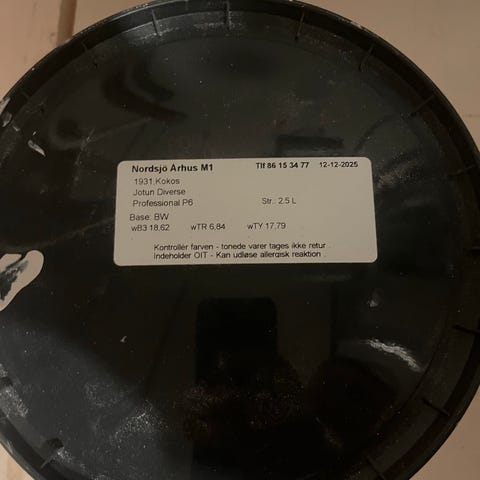 Nordsjö Århus M1 Tlf 86 15 34 77 12-12-2025
1931 Kokos
Jotun Diverse
Professional P6 Str.: 2.5 L
Base: BW
wB3 18,62 wTR 6,84 wTY 17,79
Kontrollér farven - tonede varer tages ikke retur
Indeholder OIT - Kan udløse allergisk reaktion